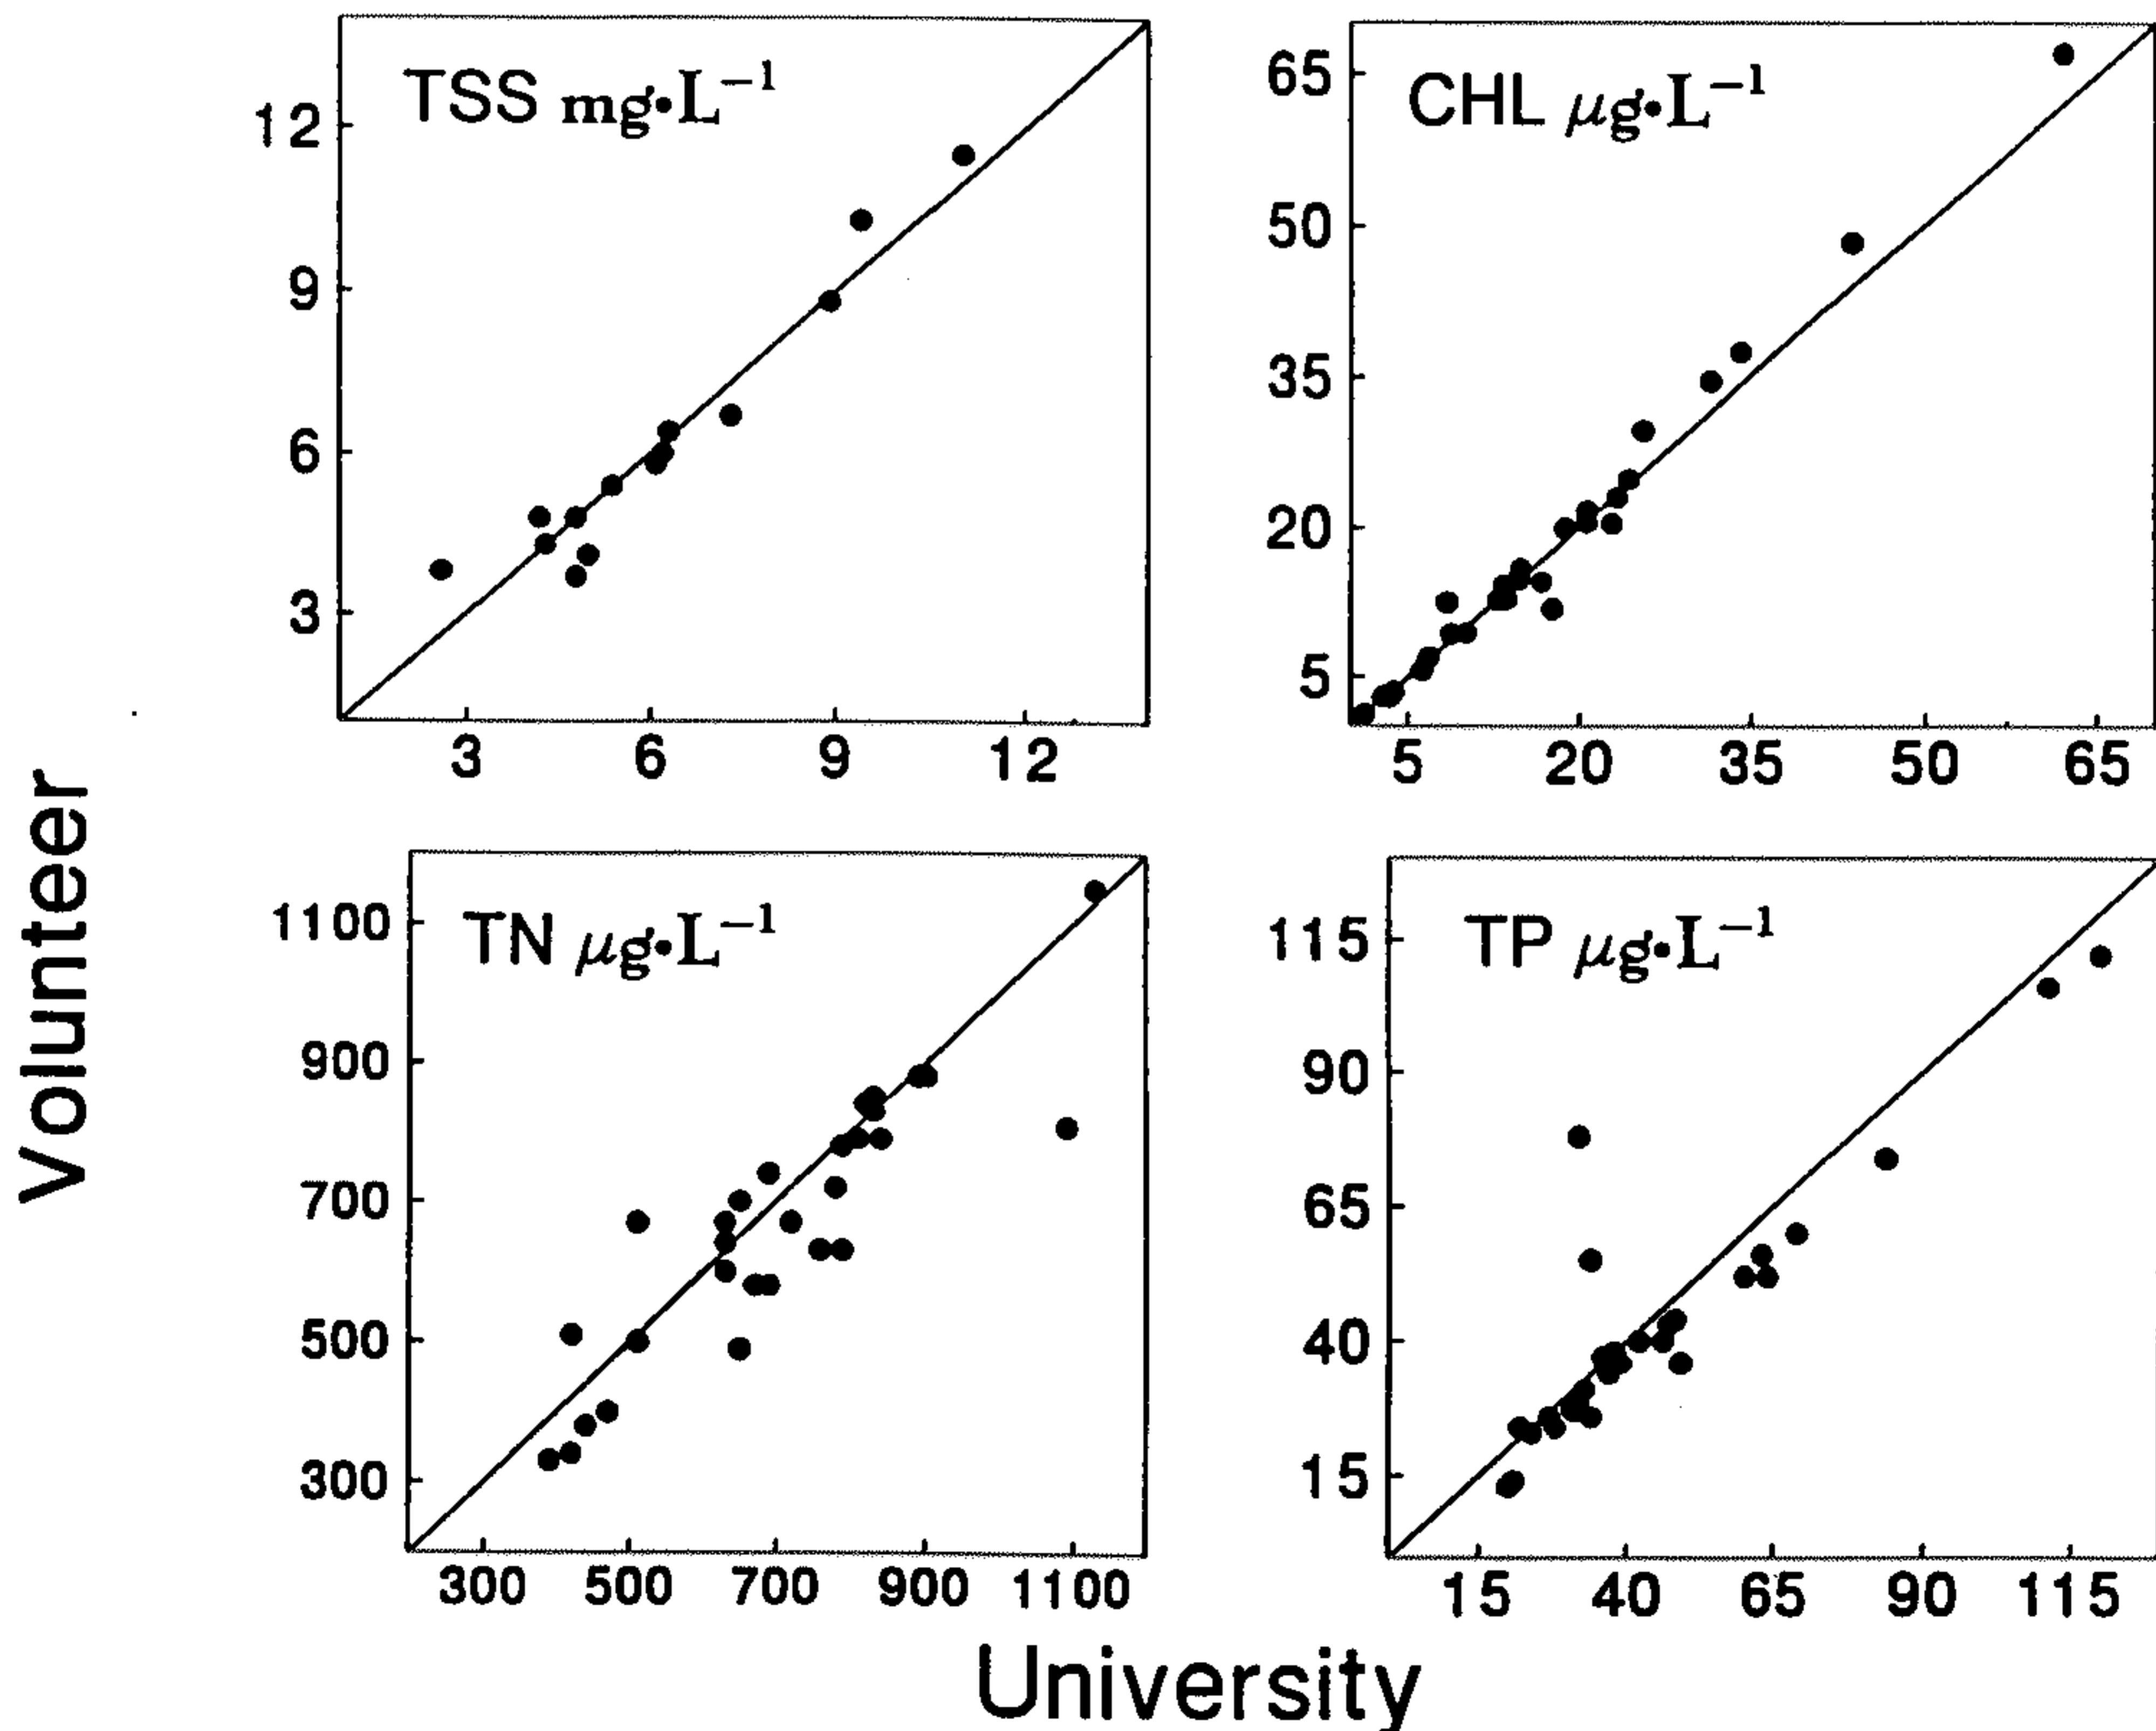 TSS mg•L⁻¹
12
9
6
3
3 6 9 12
CHL μg•L⁻¹
65
50
35
20
5
5 20 35 50 65
TN μg•L⁻¹
1100
900
700
500
300
300 500 700 900 1100
TP μg•L⁻¹
115
90
65
40
15
15 40 65 90 115
Volunteer
University